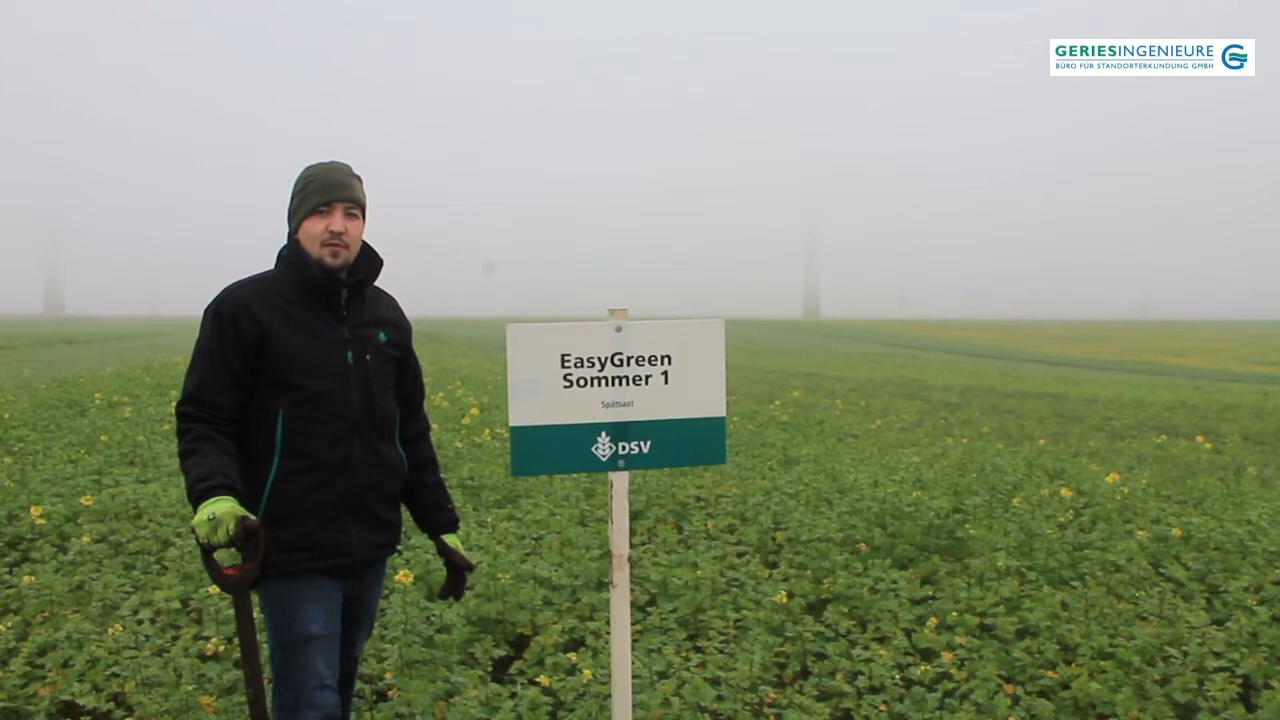 GERIESINGENIEURE
BÜRO FÜR STANDORTERKUNDUNG GMBH
EasyGreen
Sommer 1
Spätsaat
DSV